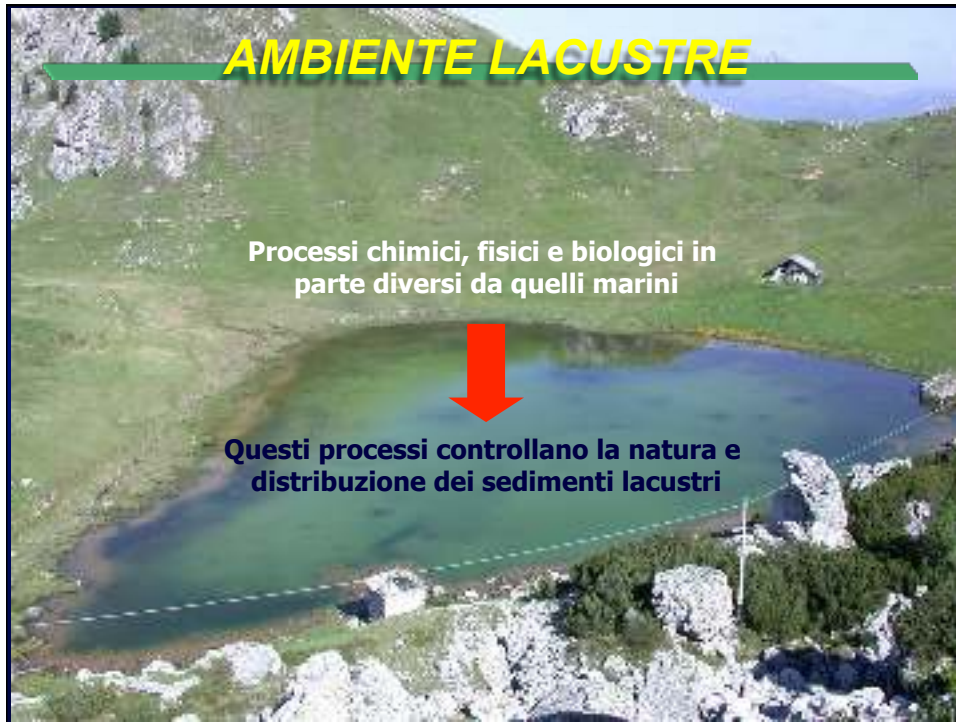 AMBIENTE LACUSTRE
Processi chimici, fisici e biologici in
parte diversi da quelli marini
Questi processi controllano la natura e
distribuzione dei sedimenti lacustri